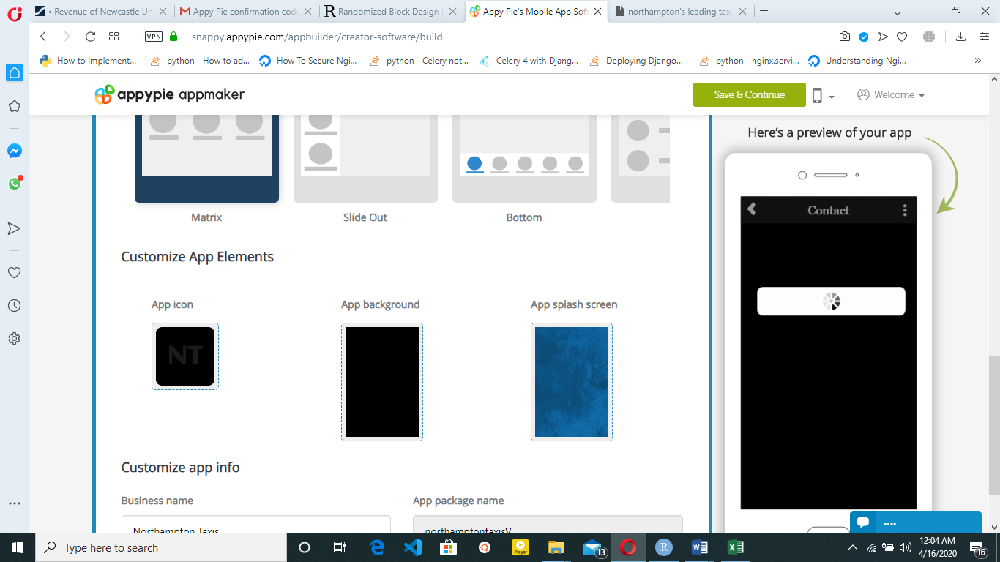 Revenue of Newcastle Un
Appy Pie confirmation code
Randomized Block Design
Appy Pie's Mobile App Soft
northampton's leading taxi
VPN
snappy.appypie.com/appbuilder/creator-software/build
How to Implement...
python - How to ad...
How To Secure Ngi...
python - Celery not...
Celery 4 with Djang...
Deploying Django...
python - nginx.servi...
Understanding Ngi...
appypie appmaker
Save & Continue
Welcome
Here's a preview of your app
Matrix
Slide Out
Bottom
Contact
Customize App Elements
App icon
App background
App splash screen
NT
Customize app info
Business name
App package name
Northampton Taxis
northamptontaxisV
----
Type here to search
Player
13
12:04 AM
4/16/2020
16